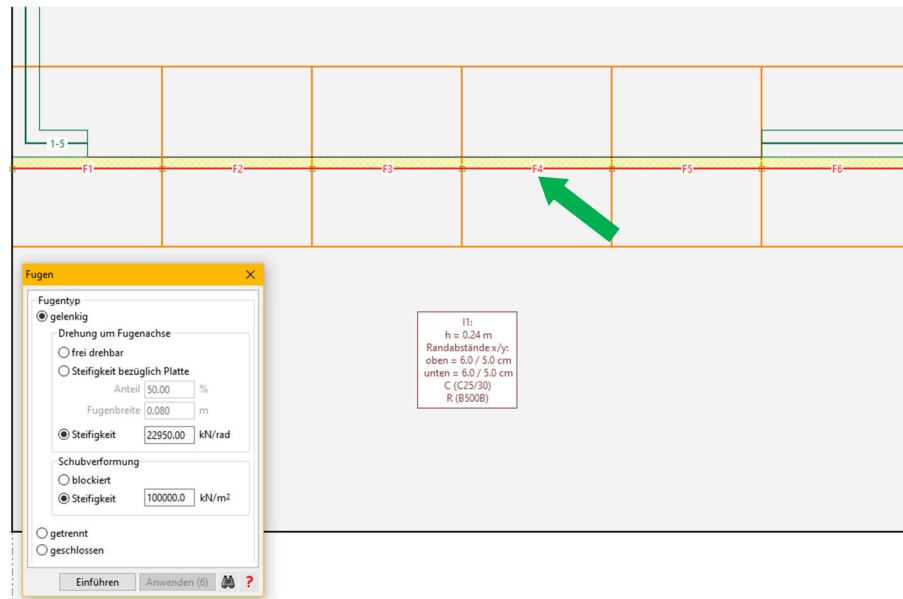 1-5
F1
F2
F3
F4
F5
F6
I1:
h = 0.24 m
Randabstände x/y:
oben = 6.0 / 5.0 cm
unten = 6.0 / 5.0 cm
C (C25/30)
R (B500B)
Fugen
Fugentyp
gelenkig
Drehung um Fugenachse
frei drehbar
Steifigkeit bezüglich Platte
Anteil 50.00 %
Fugenbreite 0.080 m
Steifigkeit 22950.00 kN/rad
Schubverformung
blockiert
Steifigkeit 100000.0 kN/m²
getrennt
geschlossen
Einführen Anwenden (6) ?